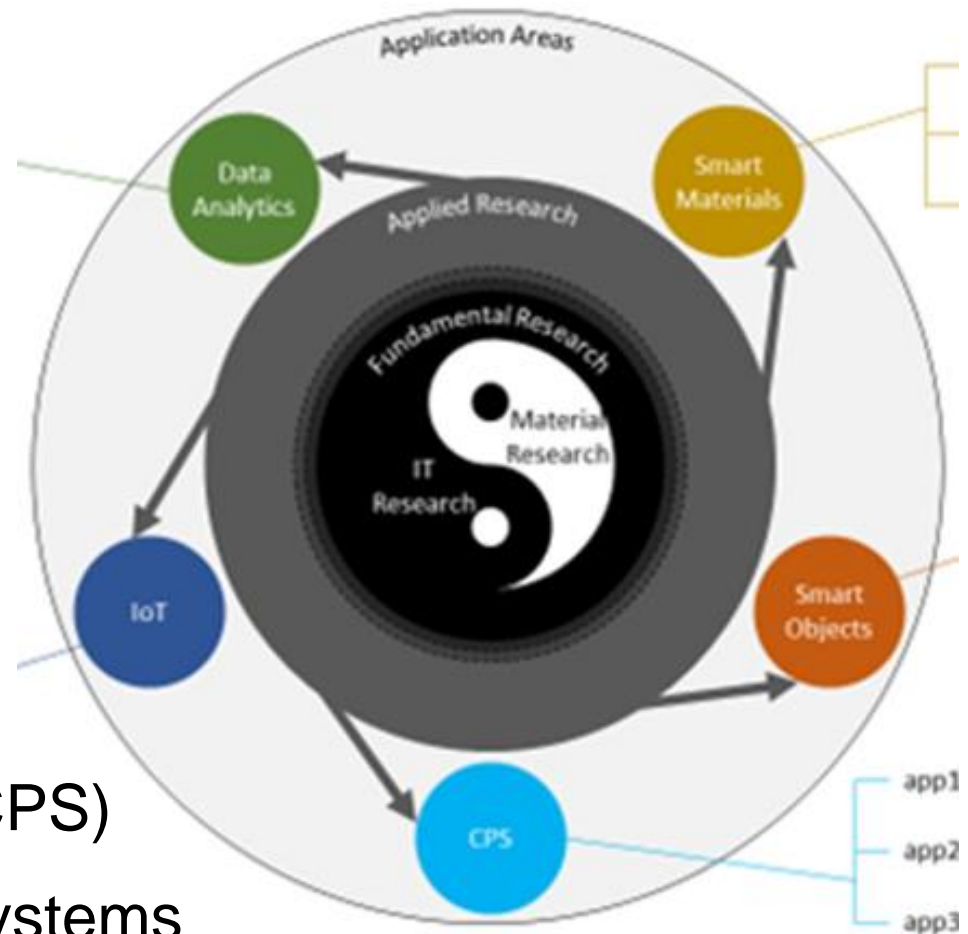 Application Areas
Data
Analytics
Smart
Materials
Applied Research
Fundamental Research
Material
Research
IT
Research
IoT
Smart
Objects
CPS
app1
app2
app3
CPS)
ystems